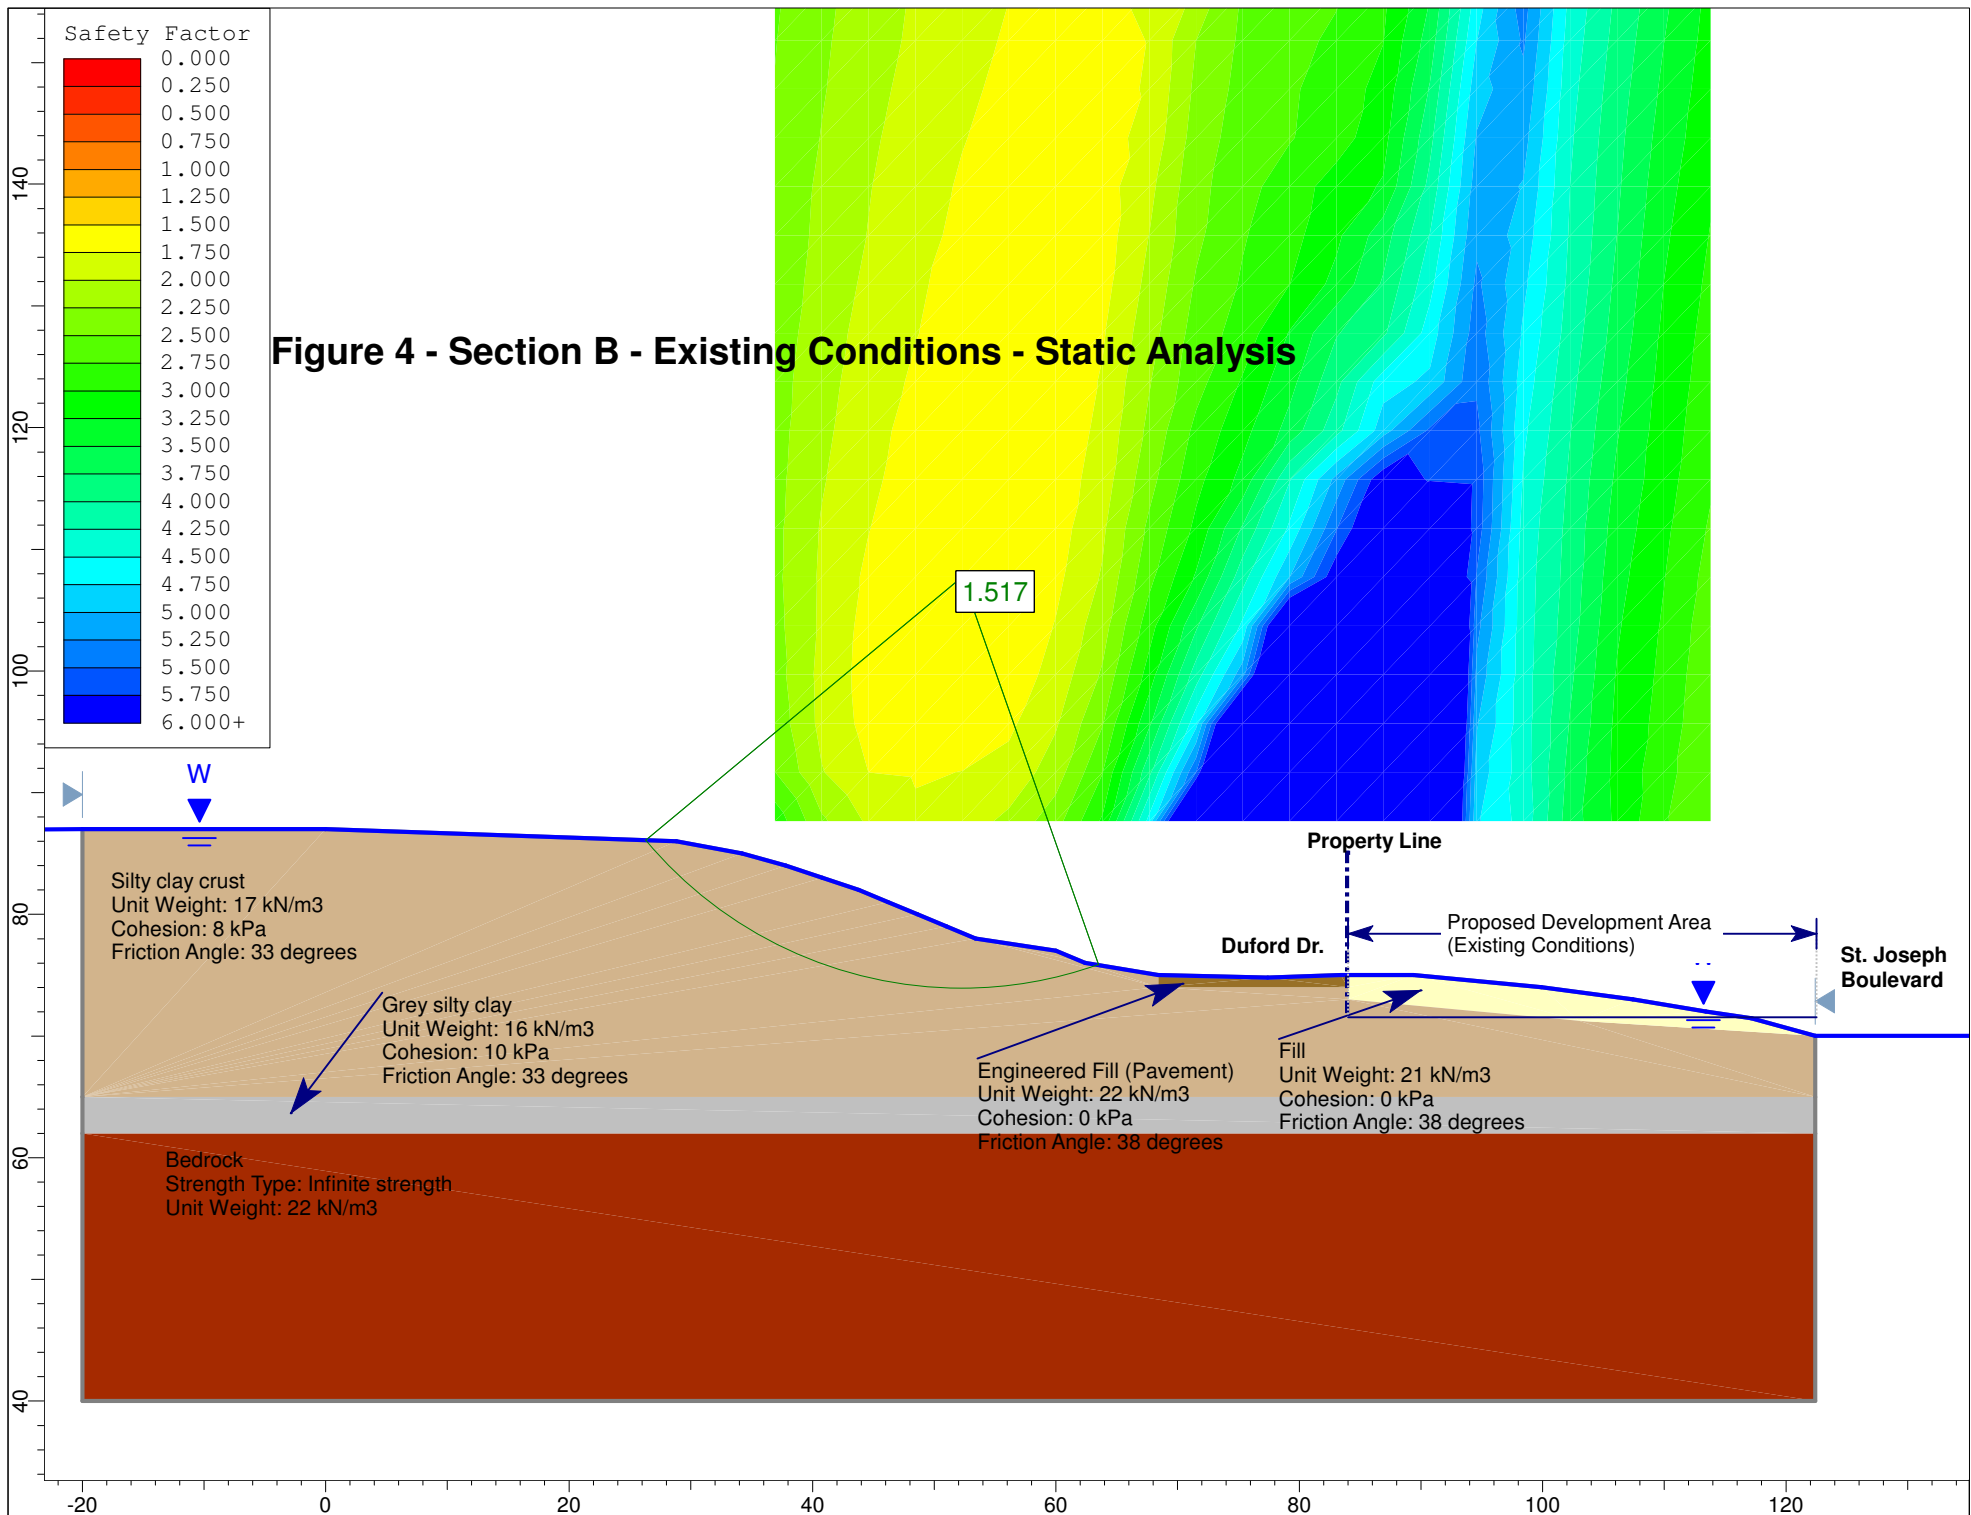 Safety Factor
0.000
0.250
0.500
0.750
1.000
1.250
1.500
1.750
2.000
2.250
2.500
2.750
3.000
3.250
3.500
3.750
4.000
4.250
4.500
4.750
5.000
5.250
5.500
5.750
6.000+
Figure 4 - Section B - Existing Conditions - Static Analysis
1.517
W
Silty clay crust
Unit Weight: 17 kN/m3
Cohesion: 8 kPa
Friction Angle: 33 degrees
Grey silty clay
Unit Weight: 16 kN/m3
Cohesion: 10 kPa
Friction Angle: 33 degrees
Bedrock
Strength Type: Infinite strength
Unit Weight: 22 kN/m3
Property Line
Duford Dr.
Proposed Development Area
(Existing Conditions)
St. Joseph
Boulevard
Engineered Fill (Pavement)
Unit Weight: 22 kN/m3
Cohesion: 0 kPa
Friction Angle: 38 degrees
Fill
Unit Weight: 21 kN/m3
Cohesion: 0 kPa
Friction Angle: 38 degrees
140
120
100
80
60
40
-20 0 20 40 60 80 100 120